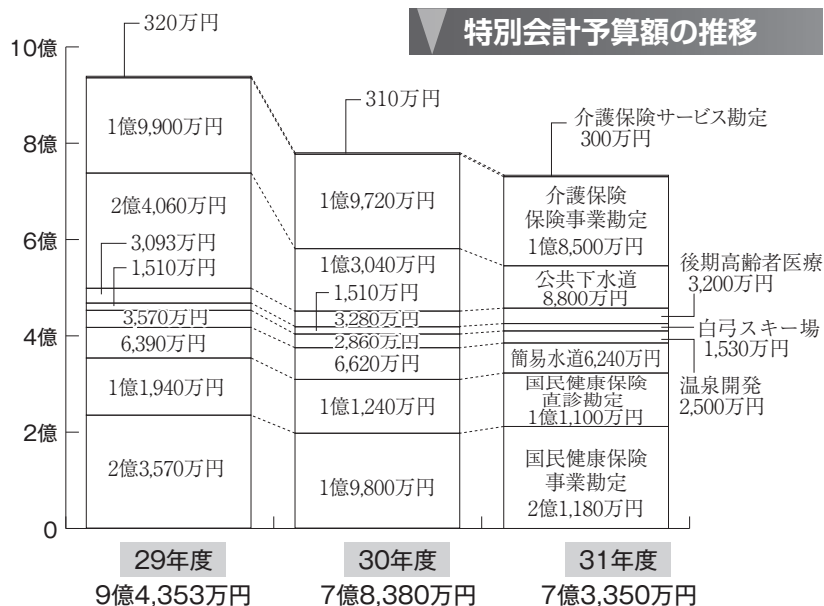 特別会計予算額の推移
10億
8億
6億
4億
2億
0
320万円
1億9,900万円
2億4,060万円
3,093万円
1,510万円
3,570万円
6,390万円
1億1,940万円
2億3,570万円
310万円
1億9,720万円
1億3,040万円
1,510万円
3,280万円
2,860万円
6,620万円
1億1,240万円
1億9,800万円
介護保険サービス勘定
300万円
介護保険
保険事業勘定
1億8,500万円
公共下水道
8,800万円
後期高齢者医療
3,200万円
白弓スキー場
1,530万円
温泉開発
2,500万円
簡易水道6,240万円
国民健康保険
直診勘定
1億1,100万円
国民健康保険
事業勘定
2億1,180万円
29年度
9億4,353万円
30年度
7億8,380万円
31年度
7億3,350万円